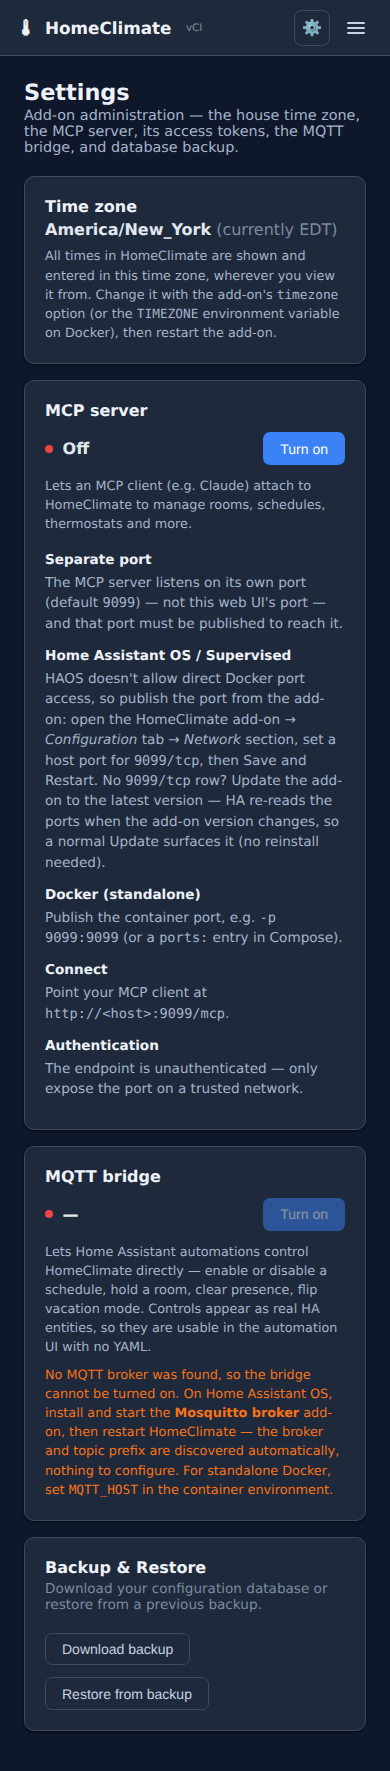 HomeClimate vCI
Settings
Add-on administration — the house time zone,
the MCP server, its access tokens, the MQTT
bridge, and database backup.
Time zone
America/New_York (currently EDT)
All times in HomeClimate are shown and
entered in this time zone, wherever you view
it from. Change it with the add-on's timezone
option (or the TIMEZONE environment variable
on Docker), then restart the add-on.
MCP server
Off
Turn on
Lets an MCP client (e.g. Claude) attach to
HomeClimate to manage rooms, schedules,
thermostats and more.
Separate port
The MCP server listens on its own port
(default 9099) — not this web UI's port —
and that port must be published to reach it.
Home Assistant OS / Supervised
HAOS doesn't allow direct Docker port
access, so publish the port from the add-
on: open the HomeClimate add-on →
Configuration tab → Network section, set a
host port for 9099/tcp, then Save and
Restart. No 9099/tcp row? Update the add-
on to the latest version — HA re-reads the
ports when the add-on version changes, so
a normal Update surfaces it (no reinstall
needed).
Docker (standalone)
Publish the container port, e.g. -p
9099:9099 (or a ports: entry in Compose).
Connect
Point your MCP client at
http://<host>:9099/mcp.
Authentication
The endpoint is unauthenticated — only
expose the port on a trusted network.
MQTT bridge
—
Turn on
Lets Home Assistant automations control
HomeClimate directly — enable or disable a
schedule, hold a room, clear presence, flip
vacation mode. Controls appear as real HA
entities, so they are usable in the automation
UI with no YAML.
No MQTT broker was found, so the bridge
cannot be turned on. On Home Assistant OS,
install and start the Mosquitto broker add-
on, then restart HomeClimate — the broker
and topic prefix are discovered automatically,
nothing to configure. For standalone Docker,
set MQTT_HOST in the container environment.
Backup & Restore
Download your configuration database or
restore from a previous backup.
Download backup
Restore from backup